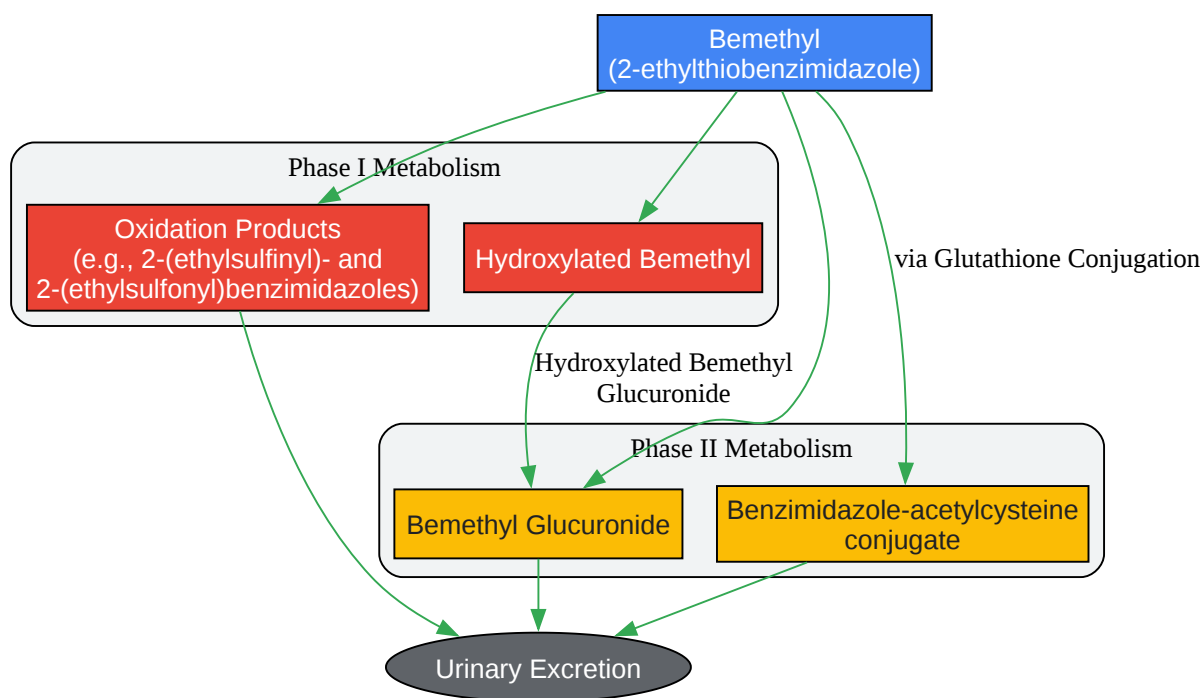 Bemethyl
(2-ethylthiobenzimidazole)
Phase I Metabolism
Oxidation Products
(e.g., 2-(ethylsulfinyl)- and
2-(ethylsulfonyl)benzimidazoles)
Hydroxylated Bemethyl
via Glutathione Conjugation
Hydroxylated Bemethyl
Glucuronide
Phase II Metabolism
Bemethyl Glucuronide
Benzimidazole-acetylcysteine
conjugate
Urinary Excretion